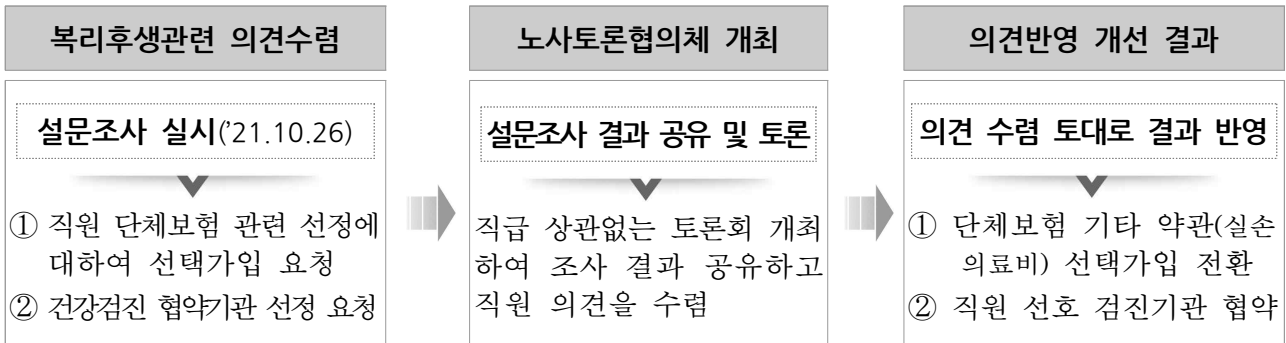 복리후생관련 의견수렴
설문조사 실시('21.10.26)
① 직원 단체보험 관련 선정에
대하여 선택가입 요청
② 건강검진 협약기관 선정 요청
노사토론협의체 개최
설문조사 결과 공유 및 토론
직급 상관없는 토론회 개최
하여 조사 결과 공유하고
직원 의견을 수렴
의견반영 개선 결과
의견 수렴 토대로 결과 반영
① 단체보험 기타 약관(실손
의료비) 선택가입 전환
② 직원 선호 검진기관 협약